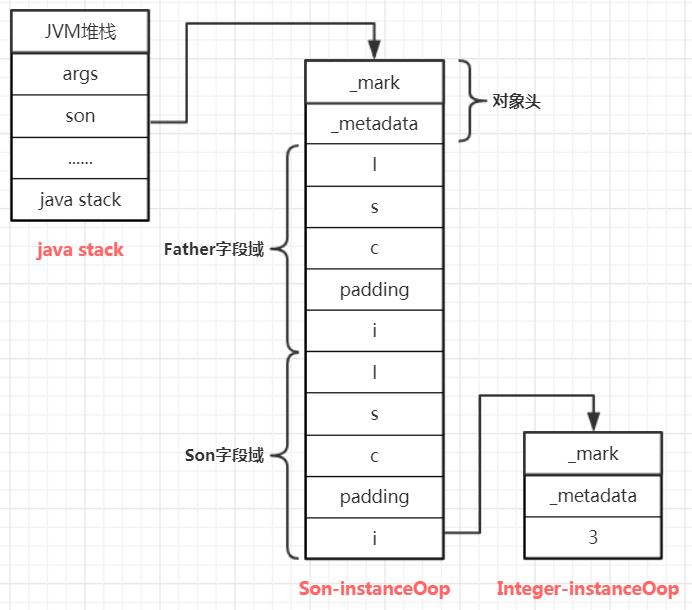 JVM堆栈
args
son
......
java stack
java stack
_mark
_metadata
l
s
c
padding
i
l
s
c
padding
i
Son-instanceOop
对象头
Father字段域
Son字段域
_mark
_metadata
3
Integer-instanceOop